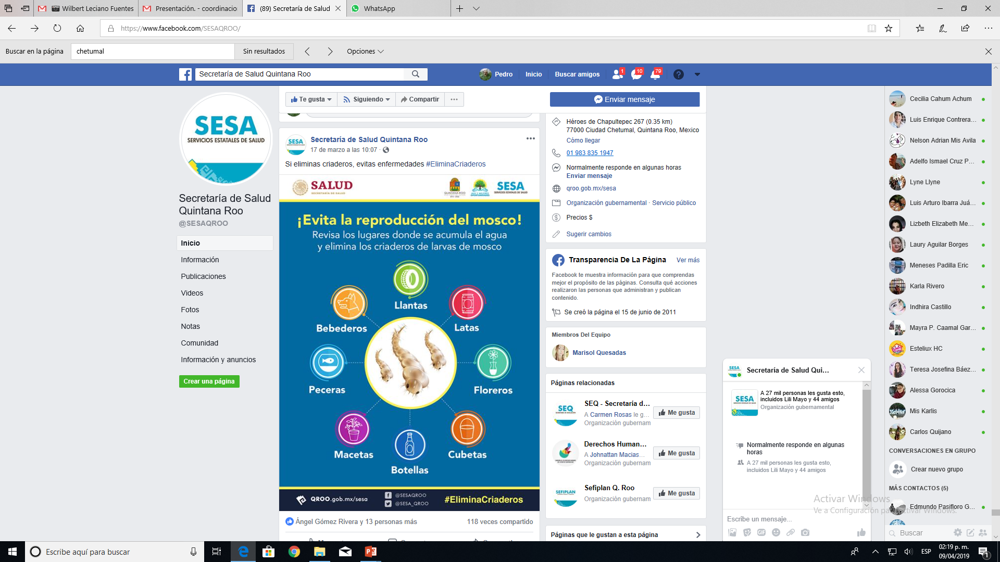 Wilbert Leciano Fuentes
Presentación. - coordinacio
(89) Secretaría de Salud
WhatsApp
https://www.facebook.com/SESAQROO/
Buscar en la página
chetumal
Sin resultados
Opciones
Secretaría de Salud Quintana Roo
Pedro
Inicio
Buscar amigos
1
10
79
SESA
SERVICIOS ESTATALES DE SALUD
Secretaría de Salud
Quintana Roo
@SESAQROO
Inicio
Información
Publicaciones
Videos
Fotos
Notas
Comunidad
Información y anuncios
Crear una página
Te gusta
Siguiendo
Compartir
Enviar mensaje
SESA
Secretaría de Salud Quintana Roo
17 de marzo a las 10:07 ·
Si eliminas criaderos, evitas enfermedades #EliminaCriaderos
SALUD
SECRETARÍA DE SALUD
QUINTANA ROO
SESA
SERVICIOS ESTATALES DE SALUD
¡Evita la reproducción del mosco!
Revisa los lugares donde se acumula el agua
y elimina los criaderos de larvas de mosco
Llantas
Bebederos
Latas
Peceras
Floreros
Macetas
Cubetas
Botellas
QROO.gob.mx/sesa
@SESAQROO
@SESA_QROO
#EliminaCriaderos
Ángel Gómez Rivera y 13 personas más
118 veces compartido
Héroes de Chapultepec 267 (0.35 km)
77000 Ciudad Chetumal, Quintana Roo, Mexico
Cómo llegar
01 983 835 1947
Normalmente responde en algunas horas
Enviar mensaje
qroo.gob.mx/sesa
Organización gubernamental · Servicio público
Precios $
Sugerir cambios
Transparencia De La Página
Ver más
Facebook te muestra información para que comprendas
mejor el propósito de las páginas. Consulta qué acciones
realizaron las personas que administran y publican
contenido.
Se creó la página el 15 de junio de 2011
Miembros Del Equipo
Marisol Quesadas
Páginas relacionadas
SEQ
SEQ - Secretaría d...
A Carmen Rosas le g...
Organización gubernam
Me gusta
Derechos Human...
A Johnattan Macias...
Organización gubernam
Me gusta
SEFIPLAN
Sefiplan Q. Roo
Organización gubernam
Me gusta
Páginas que le gustan a esta página
SESA
Secretaría de Salud Qui...
SESA
A 27 mil personas les gusta esto,
incluidos Lili Mayo y 44 amigos
Organización gubernamental
Normalmente responde en algunas
horas
A 27 mil personas les gusta esto,
incluidos Lili Mayo y 44 amigos
Escribe un mensaje...
GIF
Cecilia Cahum Achum
Luis Enrique Contrera...
Nelson Adrian Mis Avila
Adelfo Ismael Cruz P...
Lyne Llyne
Luis Arturo Ibarra Juá...
Lizbeth Elizabeth Me...
Laury Aguilar Borges
Meneses Padilla Eric
Karla Rivero
Indhira Castillo
Mayra P. Caamal Gar...
Esteliux HC
Teresa Josefina Báez...
Alessa Gorocica
Mis Karlis
Carlos Quijano
CONVERSACIONES EN GRUPO
Crear nuevo grupo
MÁS CONTACTOS (5)
Edmundo Pasifloro G...
Buscar
Activar Windows
Ve a Configuración para activar Windows.
Escribe aquí para buscar
ESP
02:19 p. m.
09/04/2019
1